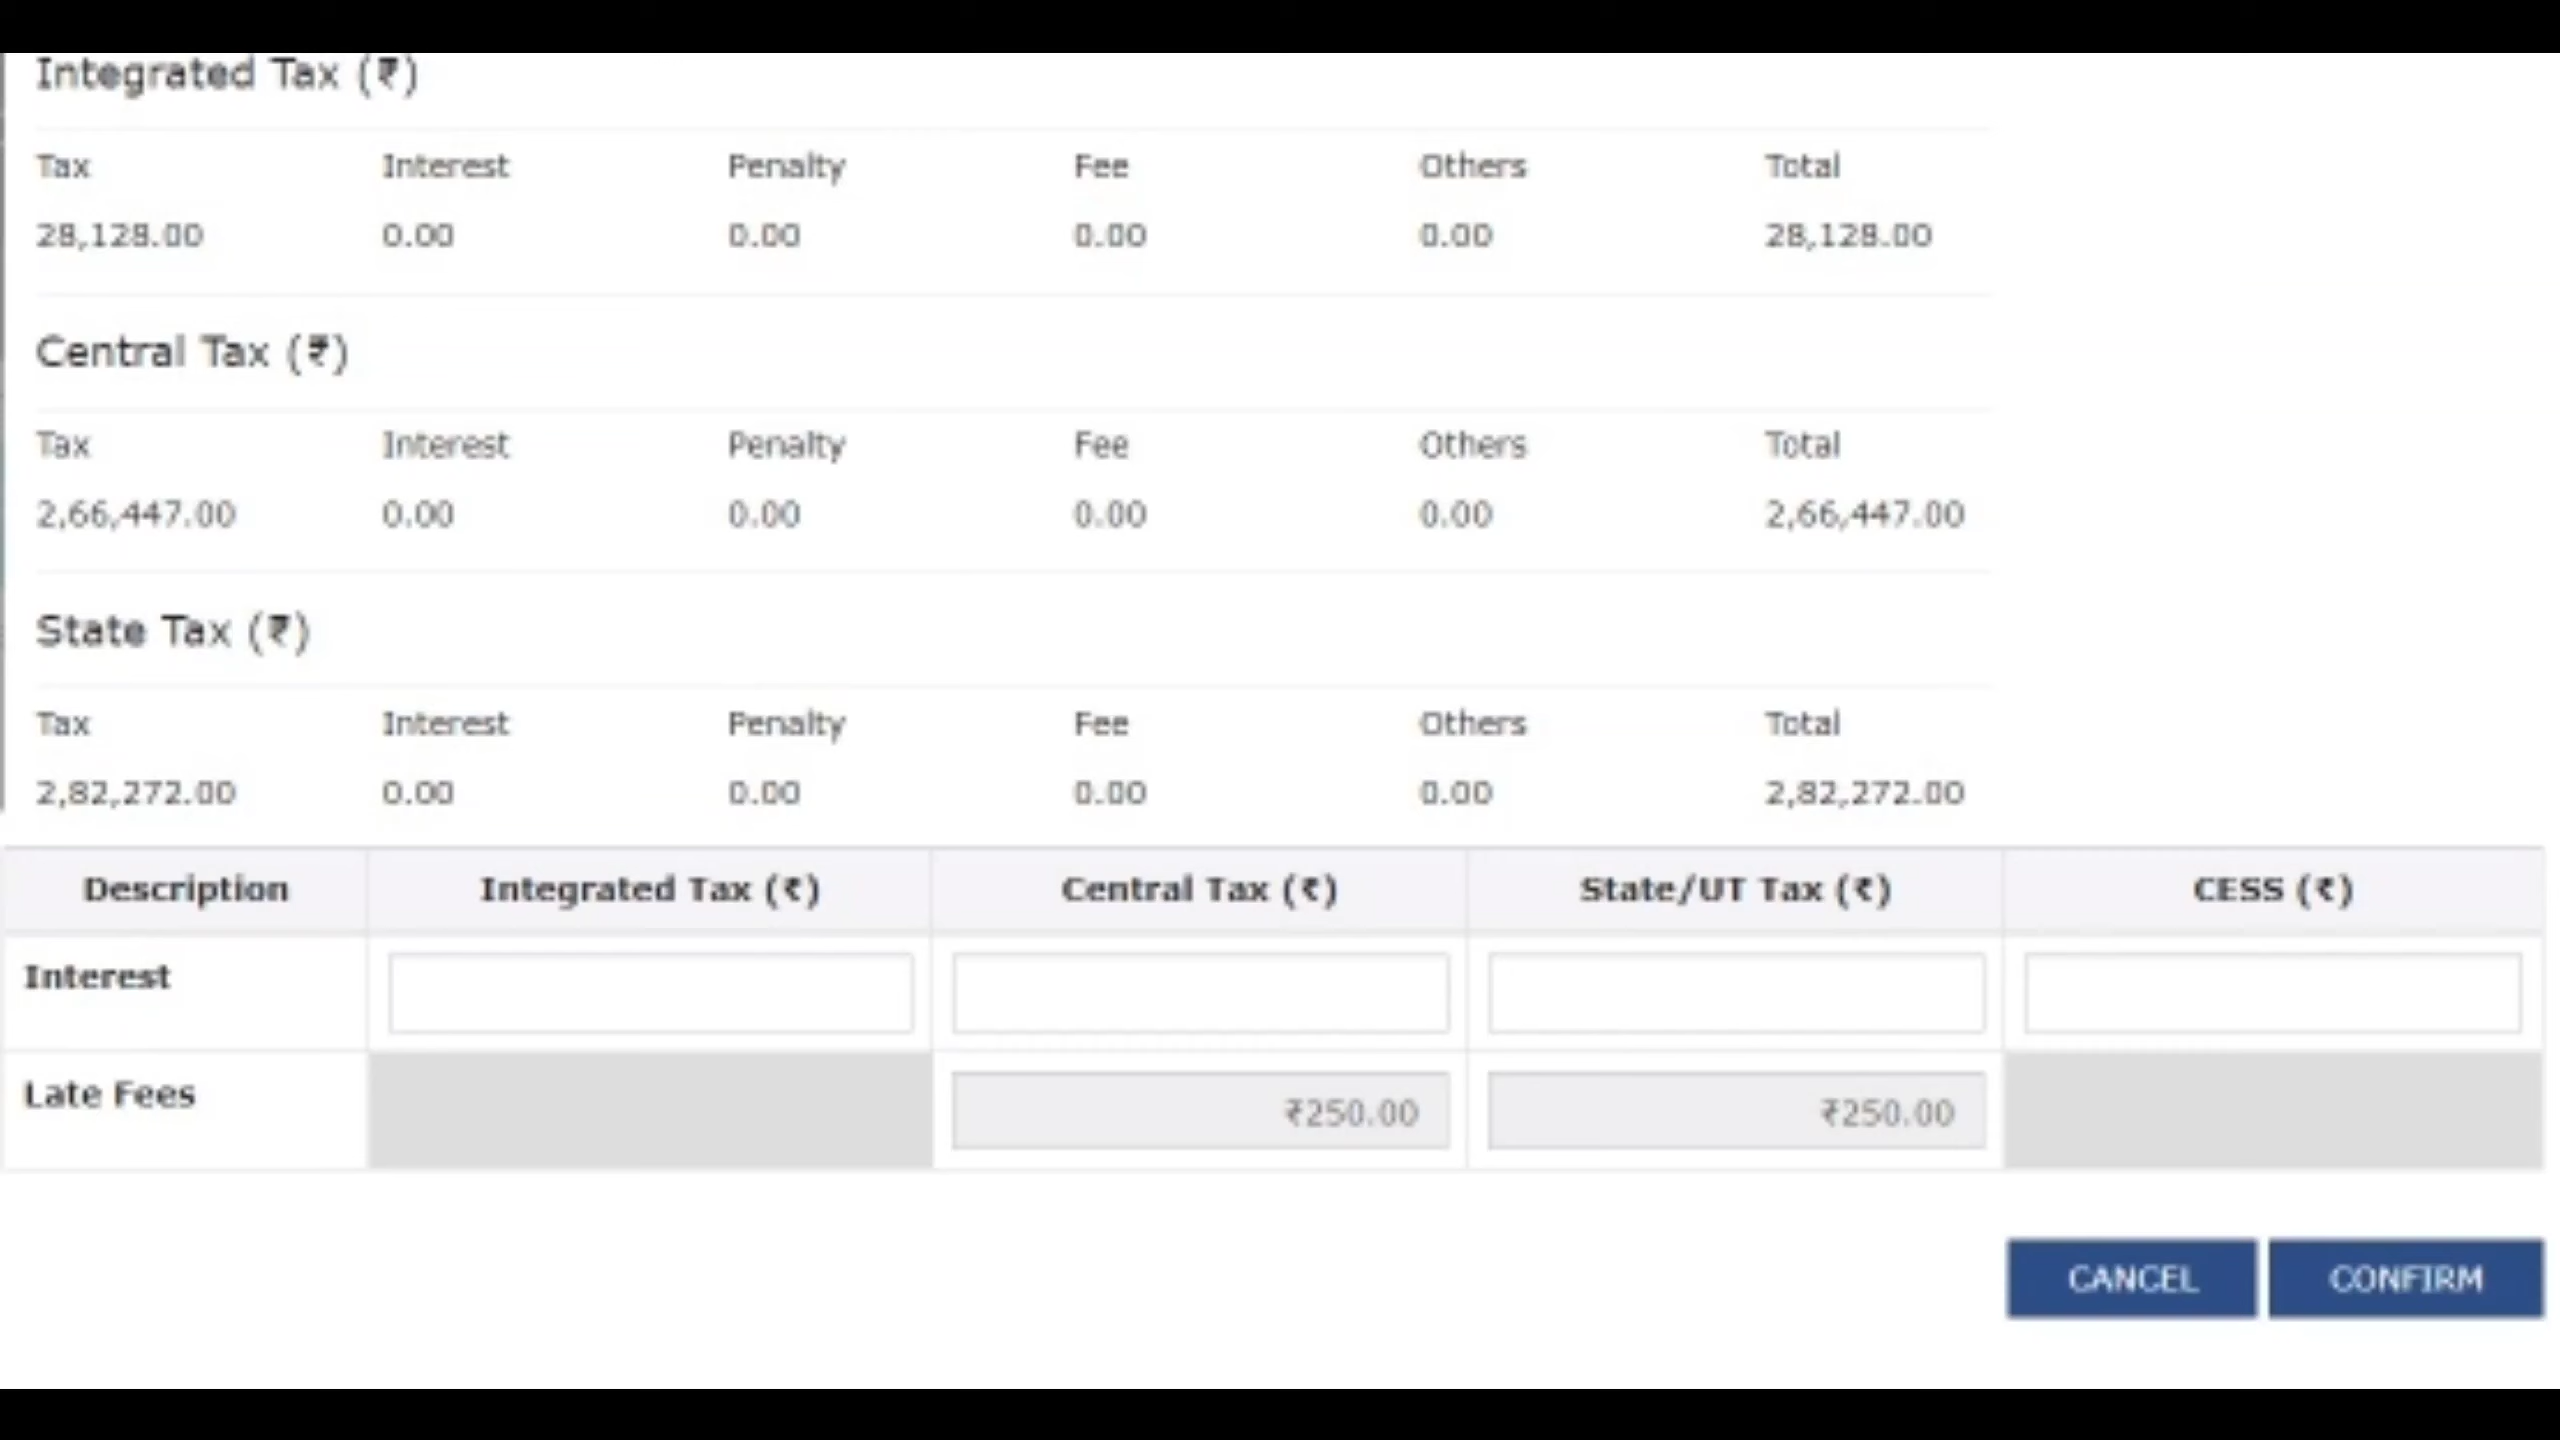 Integrated Tax (₹)
Tax Interest Penalty Fee Others Total
28,128.00 0.00 0.00 0.00 0.00 28,128.00
Central Tax (₹)
Tax Interest Penalty Fee Others Total
2,66,447.00 0.00 0.00 0.00 0.00 2,66,447.00
State Tax (₹)
Tax Interest Penalty Fee Others Total
2,82,272.00 0.00 0.00 0.00 0.00 2,82,272.00
Description Integrated Tax (₹) Central Tax (₹) State/UT Tax (₹) CESS (₹)
Interest
Late Fees ₹250.00 ₹250.00
CANCEL CONFIRM